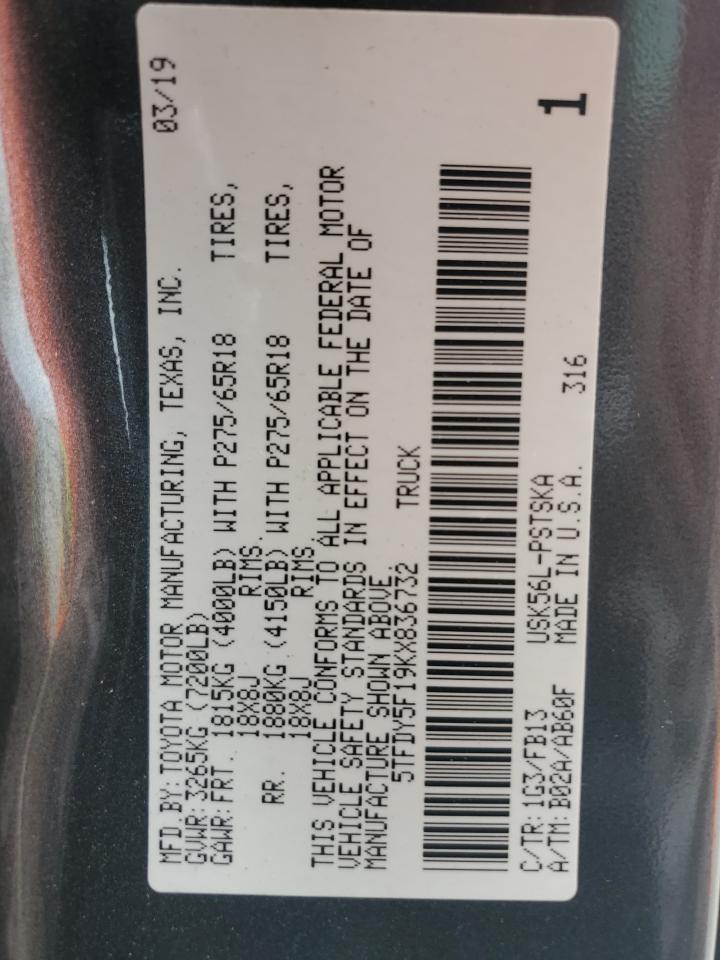 MFD.BY: TOYOTA MOTOR MANUFACTURING, TEXAS, INC. 03/19
GVWR: 3265KG (7200LB)
GAWR: FRT. 1815KG (4000LB) WITH P275/65R18 TIRES,
18X8J RIMS.
RR. 1880KG (4150LB) WITH P275/65R18 TIRES,
18X8J RIMS
THIS VEHICLE CONFORMS TO ALL APPLICABLE FEDERAL MOTOR
VEHICLE SAFETY STANDARDS IN EFFECT ON THE DATE OF
MANUFACTURE SHOWN ABOVE.
5TFDY5F19KX836732 TRUCK
C/TR: 1G3/FB13 USK56L-PSTSKA
A/TM: B02A/AB60F MADE IN U.S.A. 316
1